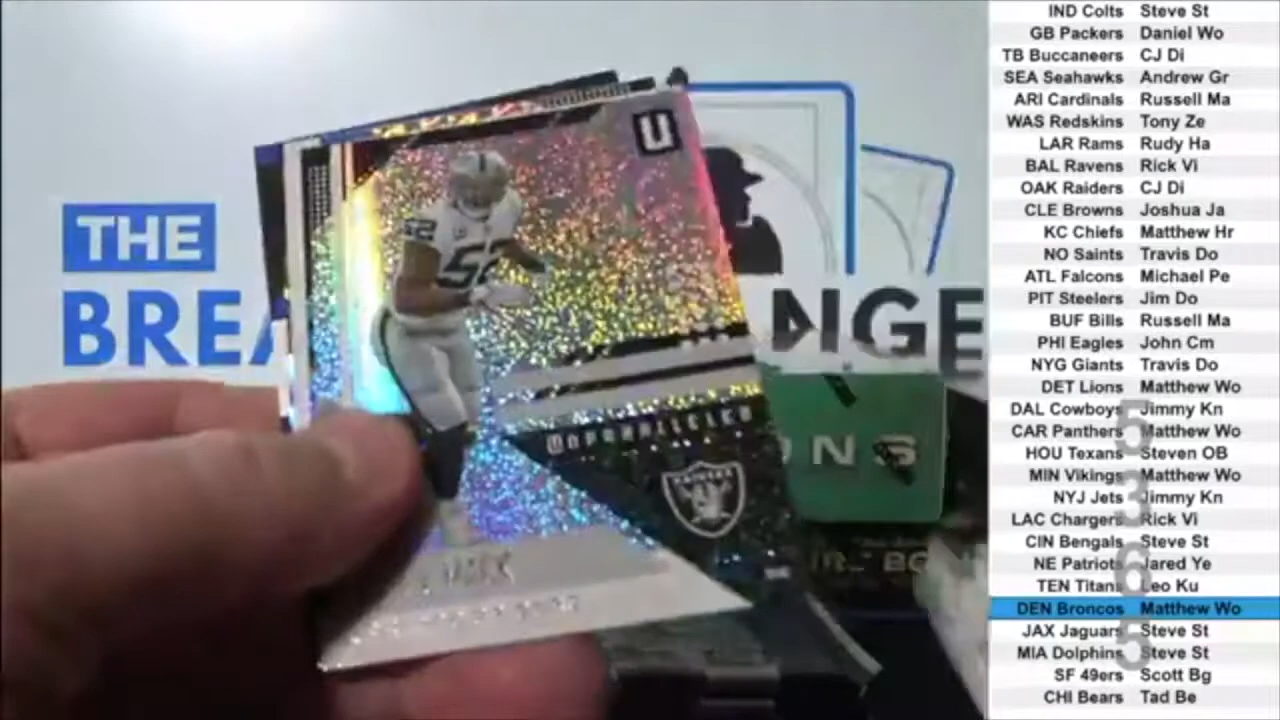 THE
BREA
NGE
U
52
52
UNPARALLELED
RAIDERS
MACK
ONS
IND Colts Steve St
GB Packers Daniel Wo
TB Buccaneers CJ Di
SEA Seahawks Andrew Gr
ARI Cardinals Russell Ma
WAS Redskins Tony Ze
LAR Rams Rudy Ha
BAL Ravens Rick Vi
OAK Raiders CJ Di
CLE Browns Joshua Ja
KC Chiefs Matthew Hr
NO Saints Travis Do
ATL Falcons Michael Pe
PIT Steelers Jim Do
BUF Bills Russell Ma
PHI Eagles John Cm
NYG Giants Travis Do
DET Lions Matthew Wo
DAL Cowboys Jimmy Kn
CAR Panthers Matthew Wo
HOU Texans Steven OB
MIN Vikings Matthew Wo
NYJ Jets Jimmy Kn
LAC Chargers Rick Vi
CIN Bengals Steve St
NE Patriots Jared Ye
TEN Titans Leo Ku
DEN Broncos Matthew Wo
JAX Jaguars Steve St
MIA Dolphins Steve St
SF 49ers Scott Bg
CHI Bears Tad Be